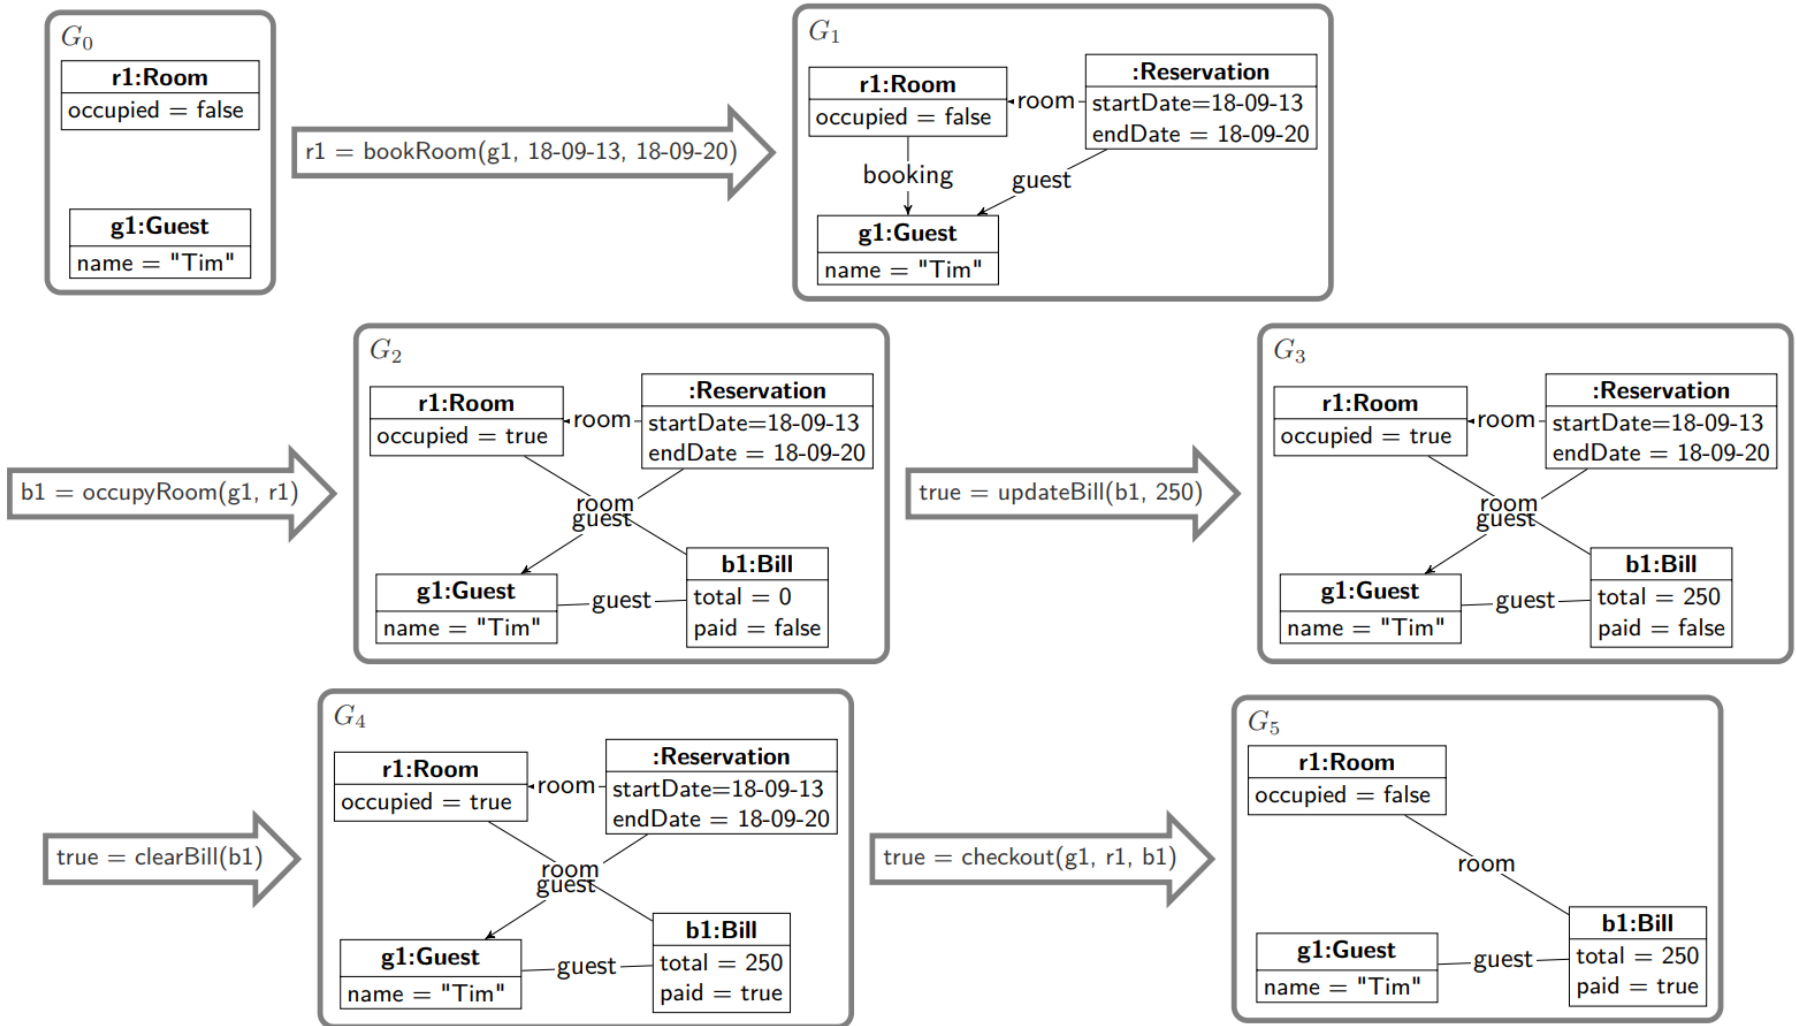 G0
r1:Room
occupied = false
g1:Guest
name = "Tim"
r1 = bookRoom(g1, 18-09-13, 18-09-20)
G1
r1:Room
occupied = false
room
:Reservation
startDate=18-09-13
endDate = 18-09-20
booking
guest
g1:Guest
name = "Tim"
b1 = occupyRoom(g1, r1)
G2
r1:Room
occupied = true
room
:Reservation
startDate=18-09-13
endDate = 18-09-20
room
guest
g1:Guest
name = "Tim"
guest
b1:Bill
total = 0
paid = false
true = updateBill(b1, 250)
G3
r1:Room
occupied = true
room
:Reservation
startDate=18-09-13
endDate = 18-09-20
room
guest
g1:Guest
name = "Tim"
guest
b1:Bill
total = 250
paid = false
true = clearBill(b1)
G4
r1:Room
occupied = true
room
:Reservation
startDate=18-09-13
endDate = 18-09-20
room
guest
g1:Guest
name = "Tim"
guest
b1:Bill
total = 250
paid = true
true = checkout(g1, r1, b1)
G5
r1:Room
occupied = false
room
g1:Guest
name = "Tim"
guest
b1:Bill
total = 250
paid = true